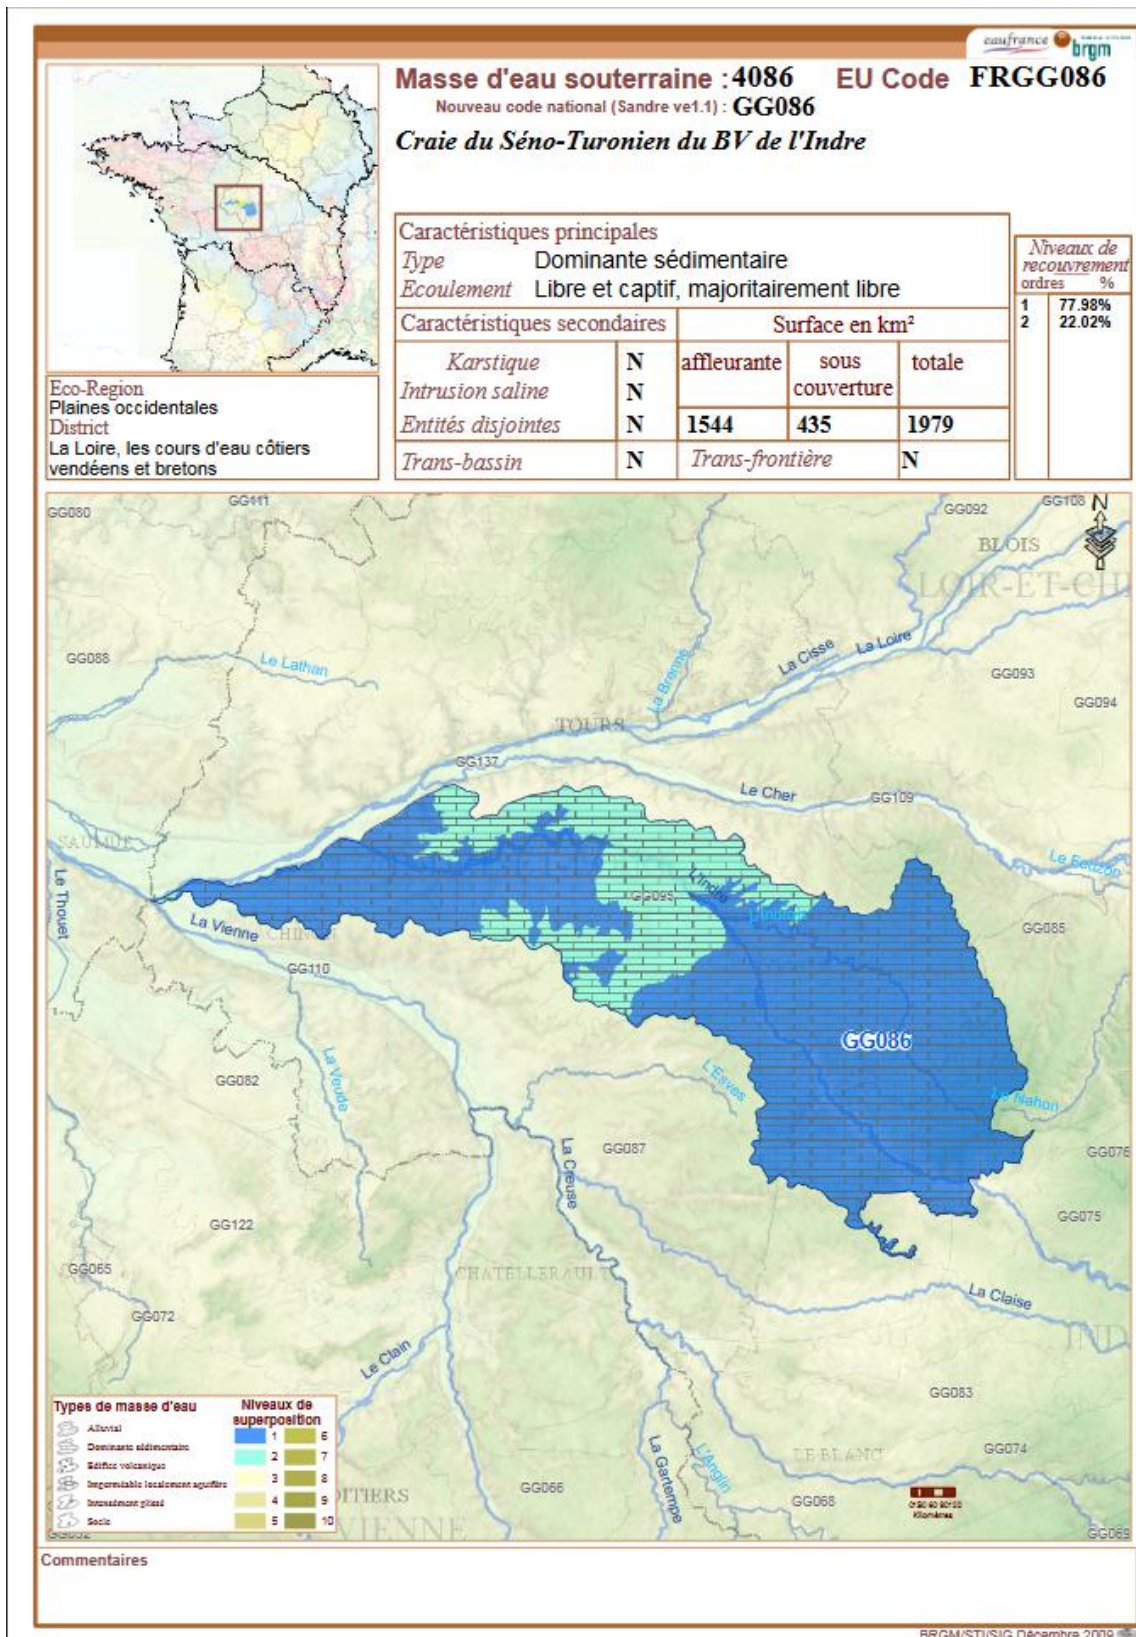 eaufrance brgm
Masse d'eau souterraine : 4086 EU Code FRGG086
Nouveau code national (Sandre ve1.1) : GG086
Craie du Séno-Turonien du BV de l'Indre
Caractéristiques principales
Type Dominante sédimentaire
Ecoulement Libre et captif, majoritairement libre
Caractéristiques secondaires Surface en km²
Karstique N affleurante sous couverture totale
Intrusion saline N
Entités disjointes N 1544 435 1979
Trans-bassin N Trans-frontière N
Niveaux de
recouvrement
ordres %
1 77.98%
2 22.02%
Eco-Region
Plaines occidentales
District
La Loire, les cours d'eau côtiers
vendéens et bretons
GG080 GG111 GG092 GG108 N
BLOIS
LOIR-ET-CH
GG088 Le Lathan La Brenne La Cisse La Loire
GG093
GG094
TOURS
GG137
Le Cher GG109
SAUMUR
Le Thouet
La Vienne CHINON
GG110
GG095 L'Indre L'Indrois
GG085
GG086
GG082 La Veude L'Esves Le Nahon
La Creuse GG087 GG076
GG122 GG075
GG065 CHATELLERAULT
GG072 La Claise
IND
Le Clain
GG083
LE BLANC GG074
La Gartempe L'Anglin
GG066 GG068 GG069
OITIERS
VIENNE
Types de masse d'eau
Alluvial
Dominante sédimentaire
Edifice volcanique
Imperméable localement aquifère
Intensément plissé
Socle
Niveaux de
superposition
1 6
2 7
3 8
4 9
5 10
Kilomètres
Commentaires
BRGM/STI/SIG Décembre 2009